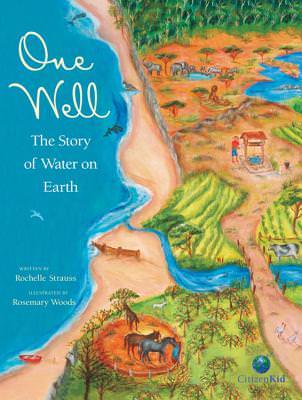 One
Well
The Story
of Water on
Earth
WRITTEN BY
Rochelle Strauss
ILLUSTRATED BY
Rosemary Woods
CitizenKid